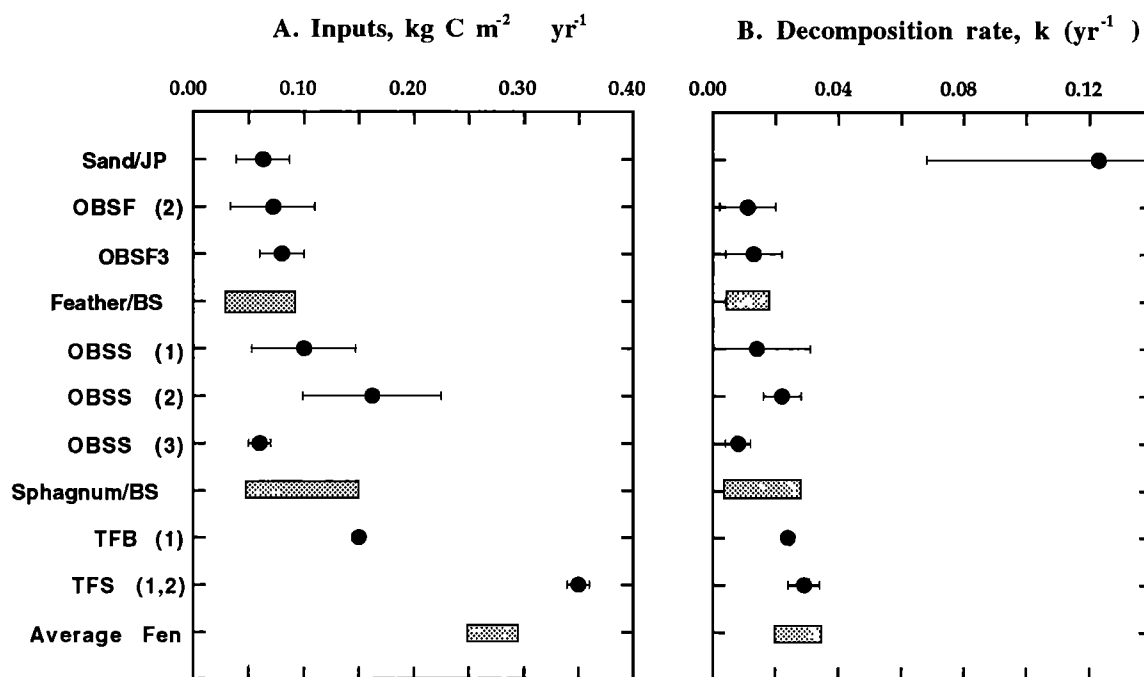 A. Inputs, kg C m⁻² yr⁻¹
B. Decomposition rate, k (yr⁻¹ )
0.00 0.10 0.20 0.30 0.40
0.00 0.04 0.08 0.12
Sand/JP
OBSF (2)
OBSF3
Feather/BS
OBSS (1)
OBSS (2)
OBSS (3)
Sphagnum/BS
TFB (1)
TFS (1,2)
Average Fen